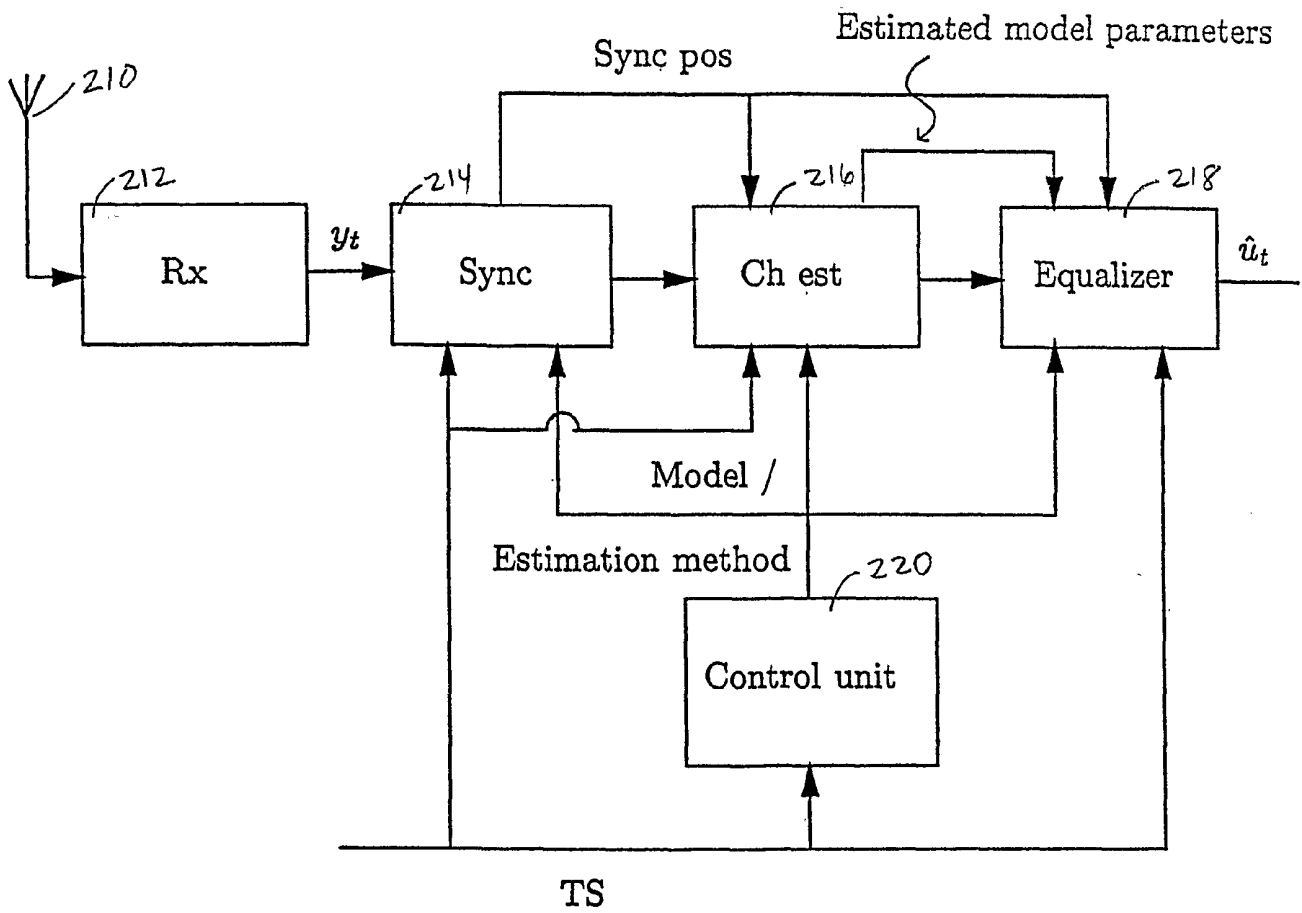 Estimated model parameters
Sync pos
210
212
214
216
218
Rx
y_t
Sync
Ch est
Equalizer
û_t
Model /
Estimation method
220
Control unit
TS